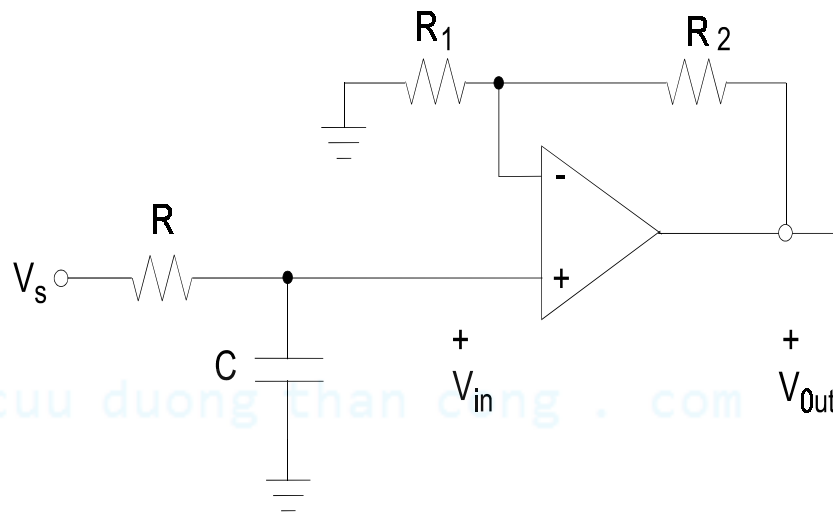 R1
R2
-
R
Vs
+
C
+
+
Vin
V0ut
cuu duong than cong . com